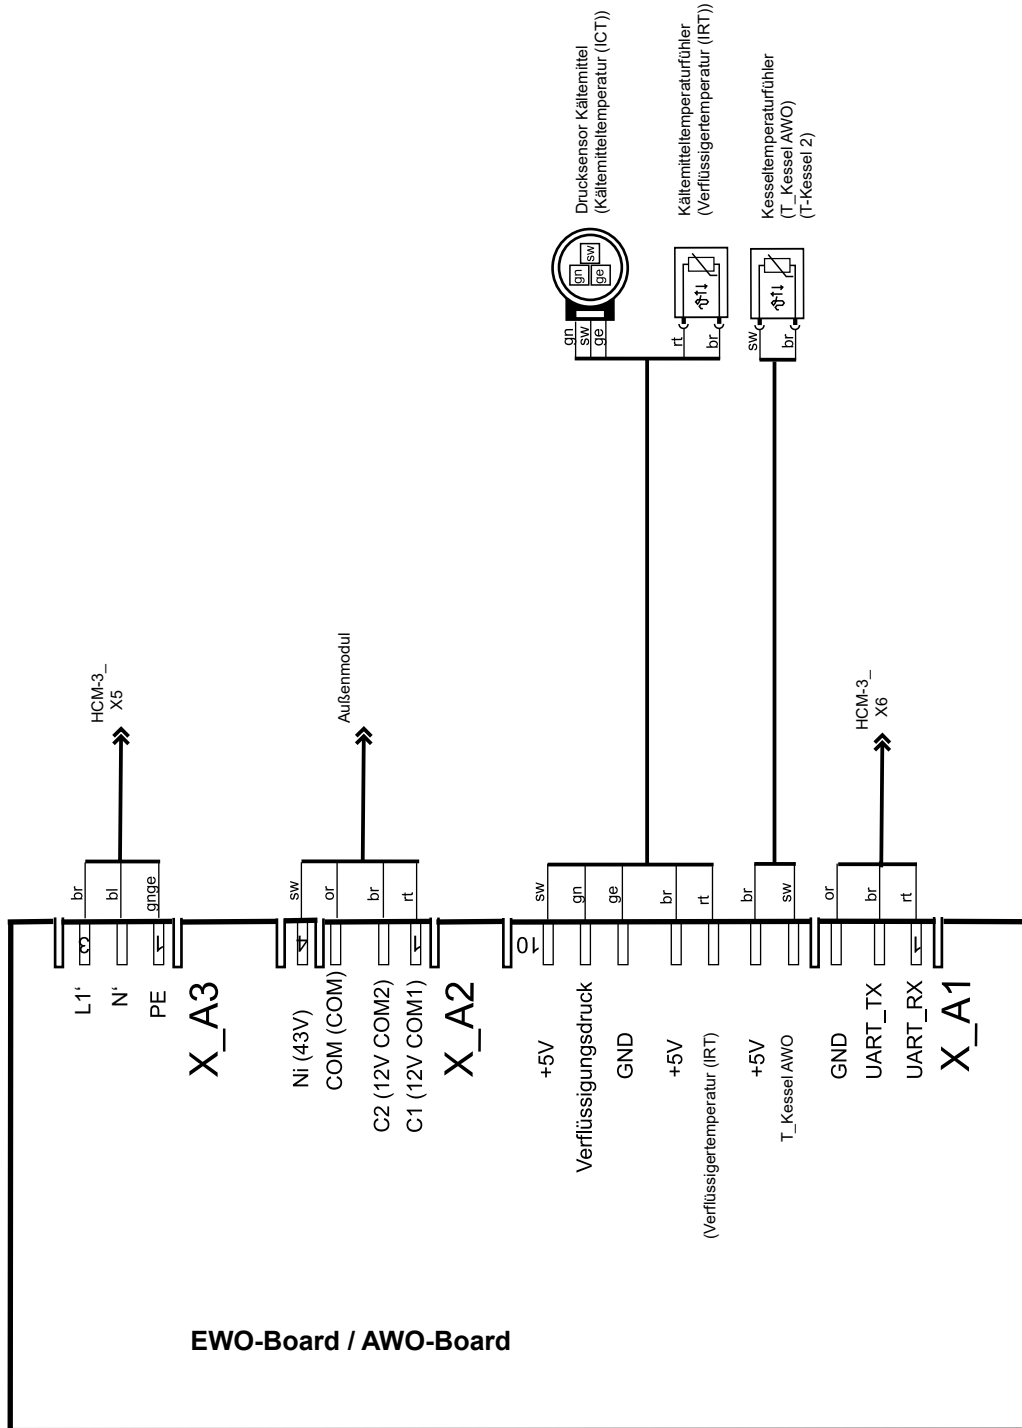 Drucksensor Kältemittel
(Kältemitteltemperatur (ICT))
Kältemitteltemperaturfühler
(Verflüssigertemperatur (IRT))
Kesseltemperaturfühler
(T_Kessel AWO)
(T-Kessel 2)
gn
sw
ge
gn
sw
ge
rt
br
sw
br
HCM-3_
X5
Außenmodul
HCM-3_
X6
br
bl
gnge
sw
or
br
rt
sw
gn
ge
br
rt
br
sw
or
br
rt
3
1
4
1
10
1
L1‘
N‘
PE
X_A3
Ni (43V)
COM (COM)
C2 (12V COM2)
C1 (12V COM1)
X_A2
+5V
Verflüssigungsdruck
GND
+5V
(Verflüssigertemperatur (IRT)
+5V
T_Kessel AWO
GND
UART_TX
UART_RX
X_A1
EWO-Board / AWO-Board